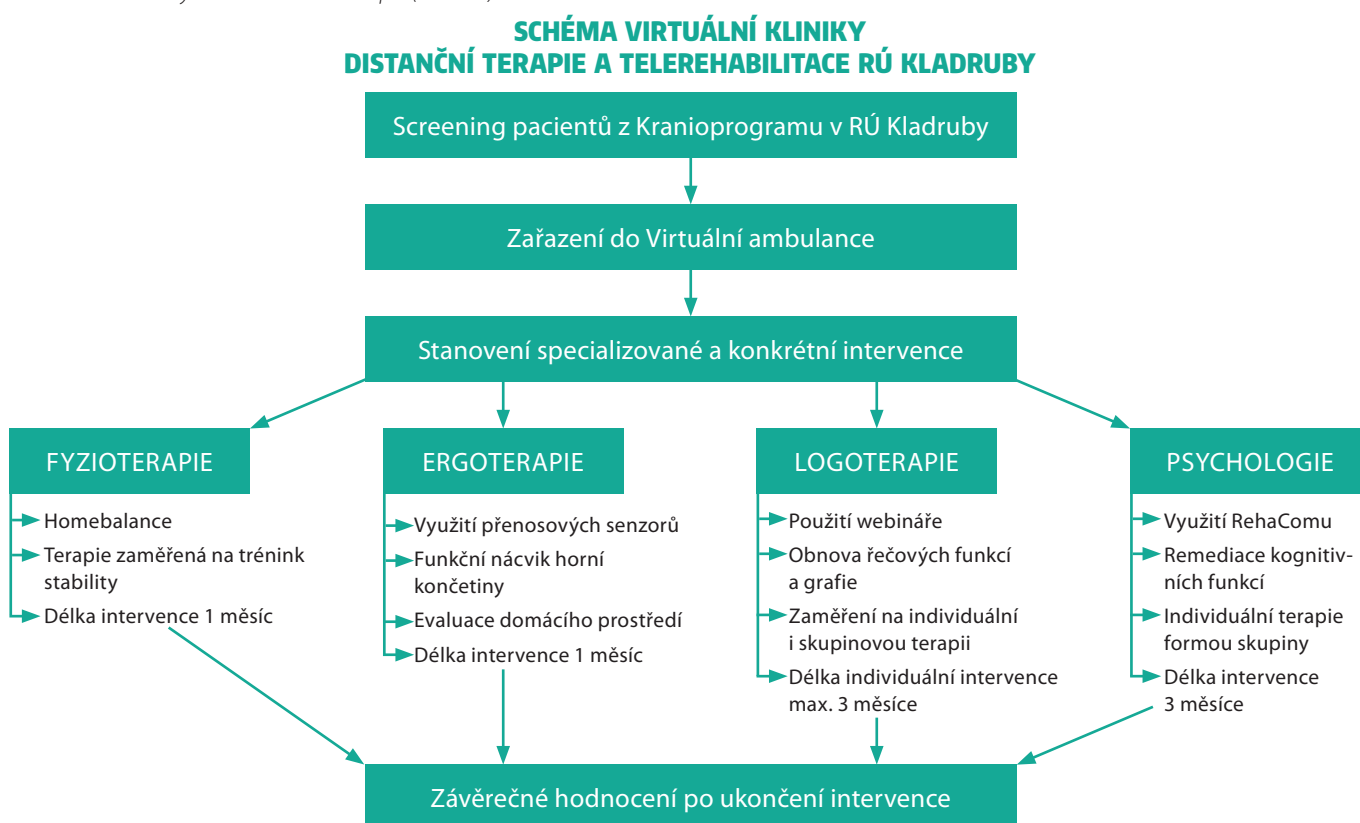 SCHÉMA VIRTUÁLNÍ KLINIKY
DISTANČNÍ TERAPIE A TELEREHABILITACE RÚ KLADRUBY
Screening pacientů z Kranioprogramu v RÚ Kladruby
Zařazení do Virtuální ambulance
Stanovení specializované a konkrétní intervence
FYZIOTERAPIE
Homebalance
Terapie zaměřená na trénink
stability
Délka intervence 1 měsíc
ERGOTERAPIE
Využití přenosových senzorů
Funkční nácvik horní
končetiny
Evaluace domácího prostředí
Délka intervence 1 měsíc
LOGOTERAPIE
Použití webináře
Obnova řečových funkcí
a grafie
Zaměření na individuální
i skupinovou terapii
Délka individuální intervence
max. 3 měsíce
PSYCHOLOGIE
Využití RehaComu
Remediace kognitiv-
ních funkcí
Individuální terapie
formou skupiny
Délka intervence
3 měsíce
Závěrečné hodnocení po ukončení intervence